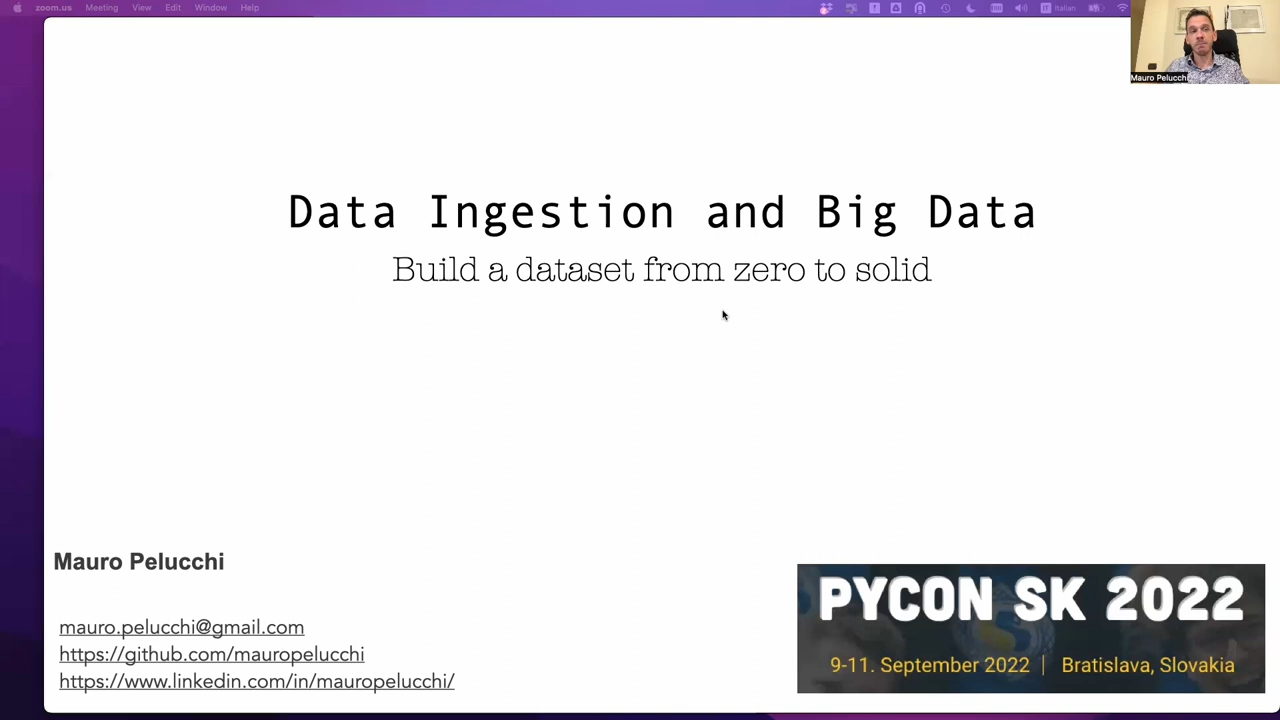 zoom.us Meeting View Edit Window Help
Italian
Mauro Pelucchi
Data Ingestion and Big Data
Build a dataset from zero to solid
Mauro Pelucchi
mauro.pelucchi@gmail.com
https://github.com/mauropelucchi
https://www.linkedin.com/in/mauropelucchi/
PYCON SK 2022
9-11. September 2022 | Bratislava, Slovakia